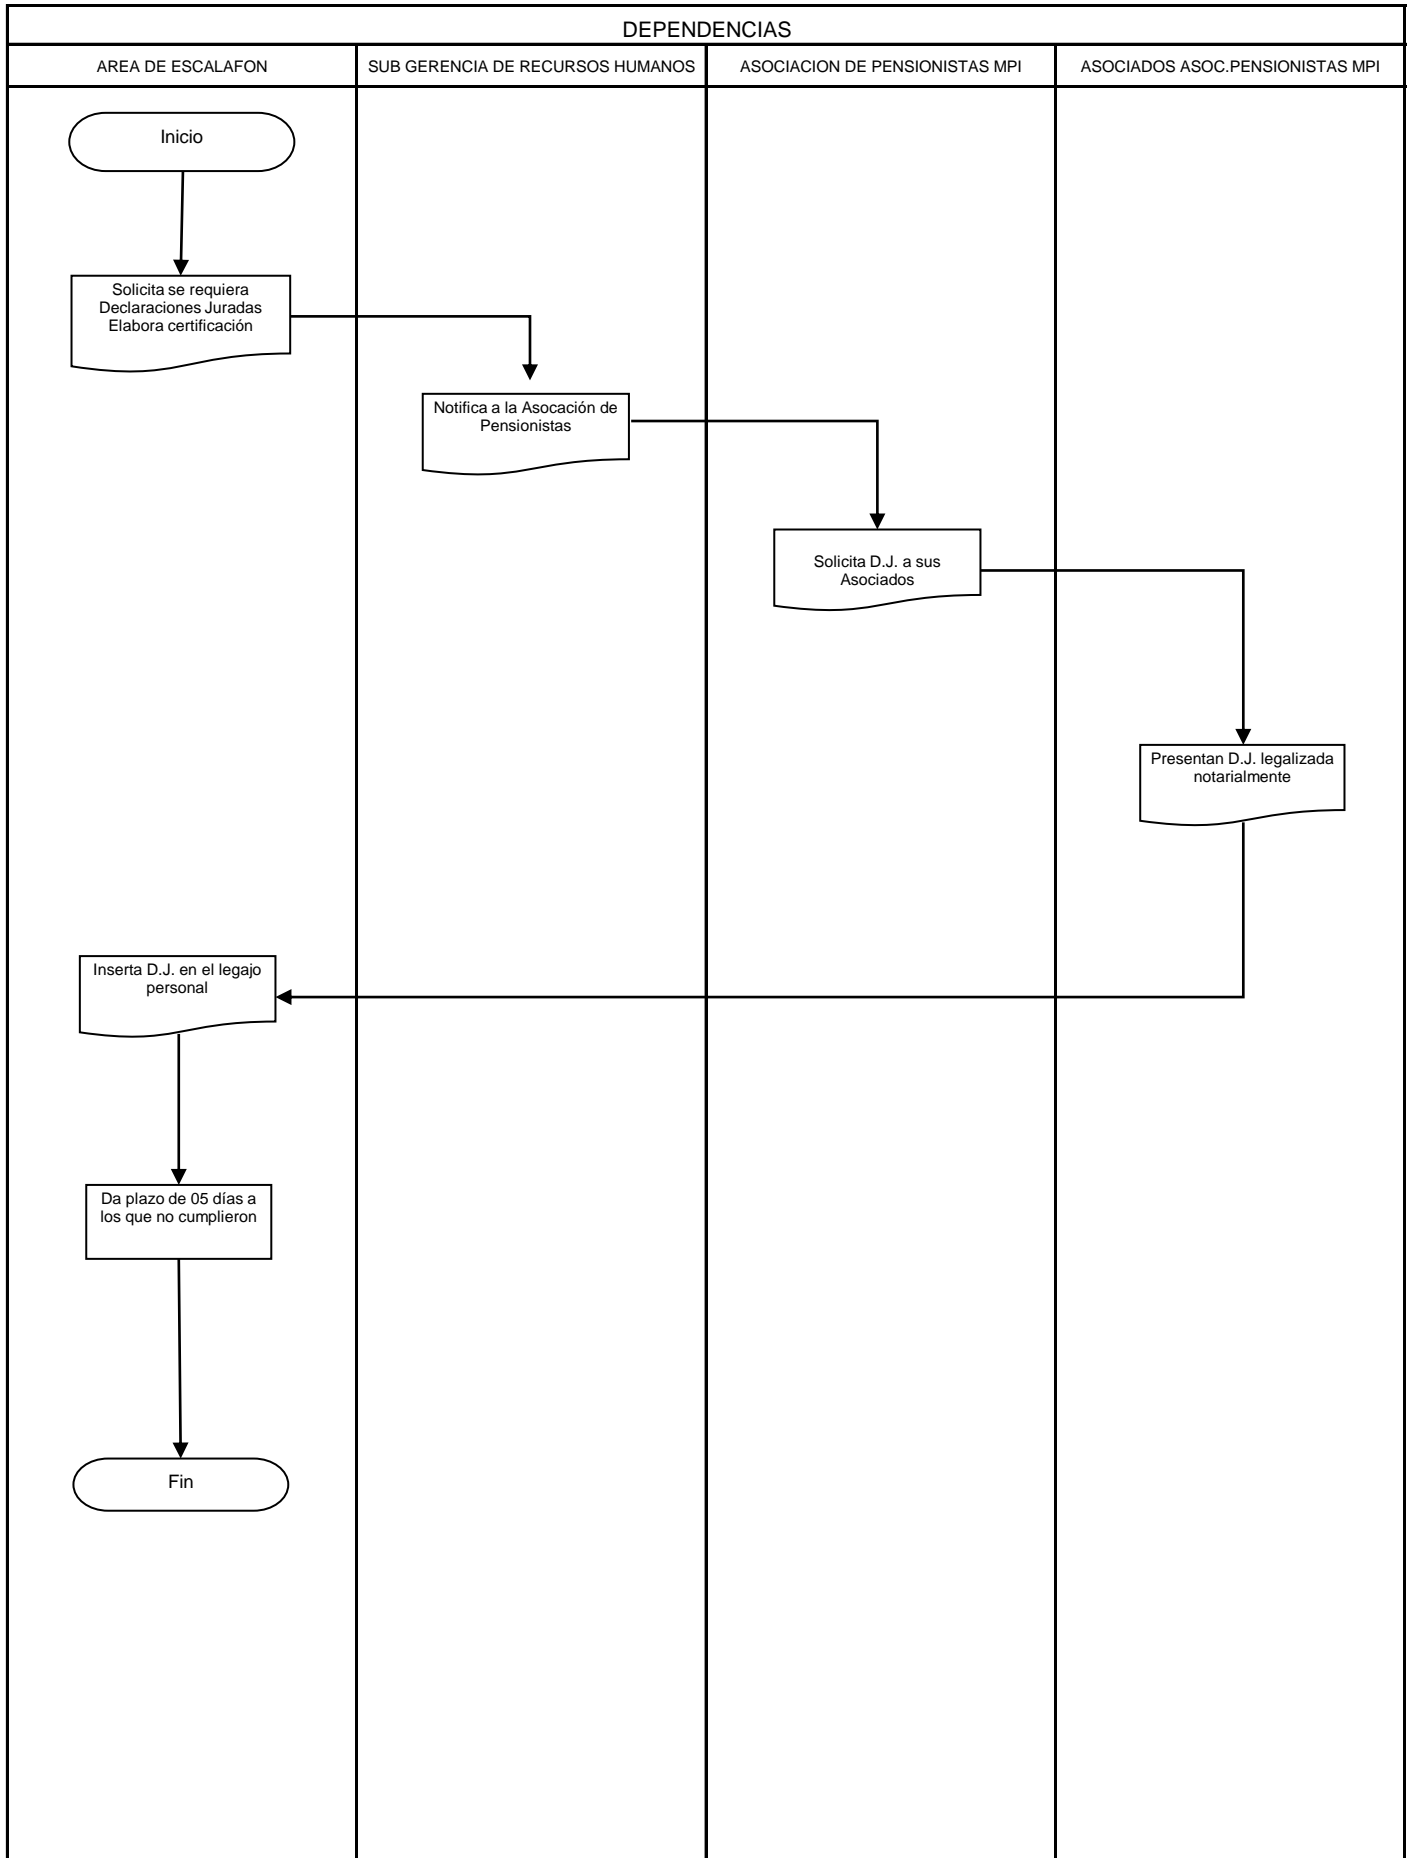 DEPENDENCIAS
AREA DE ESCALAFON
SUB GERENCIA DE RECURSOS HUMANOS
ASOCIACION DE PENSIONISTAS MPI
ASOCIADOS ASOC.PENSIONISTAS MPI
Inicio
Solicita se requiera
Declaraciones Juradas
Elabora certificación
Notifica a la Asocación de
Pensionistas
Solicita D.J. a sus
Asociados
Presentan D.J. legalizada
notarialmente
Inserta D.J. en el legajo
personal
Da plazo de 05 días a
los que no cumplieron
Fin